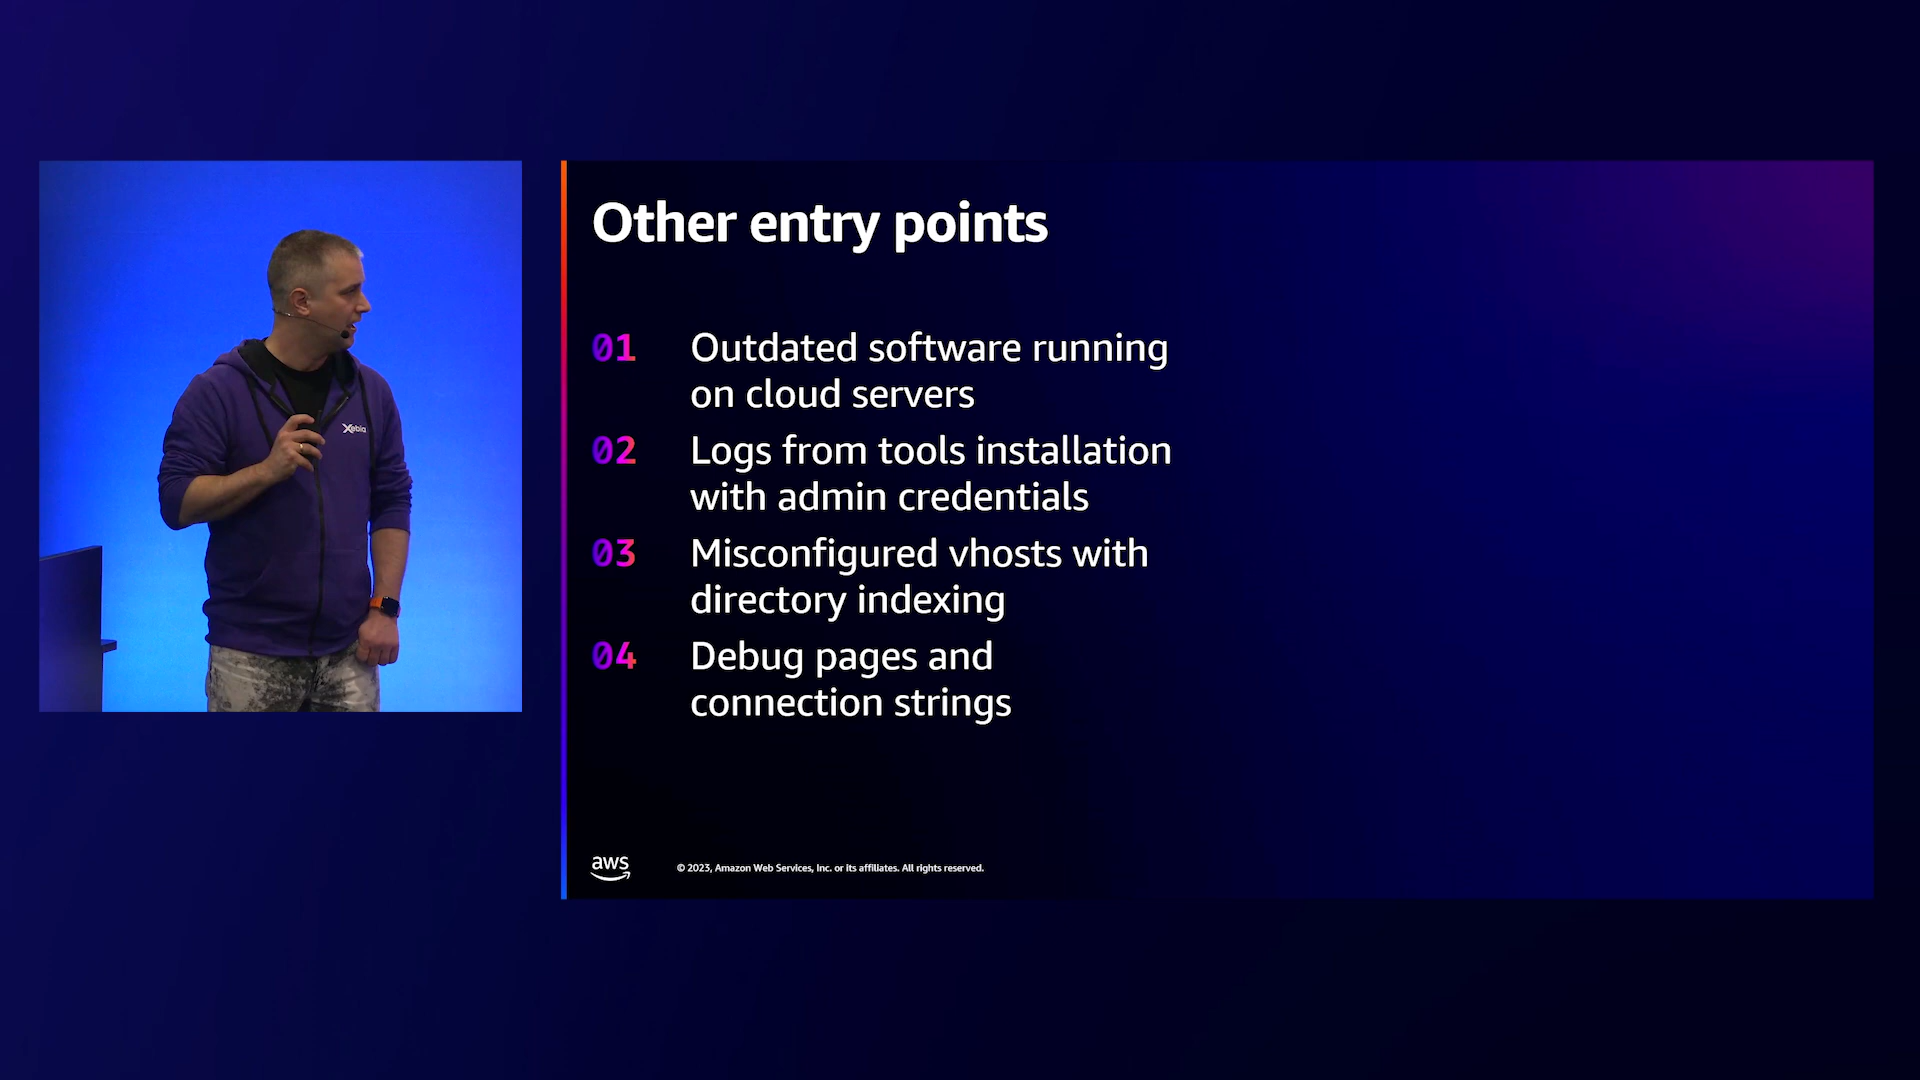 Xebia
Other entry points
01 Outdated software running
on cloud servers
02 Logs from tools installation
with admin credentials
03 Misconfigured vhosts with
directory indexing
04 Debug pages and
connection strings
aws
© 2023, Amazon Web Services, Inc. or its affiliates. All rights reserved.